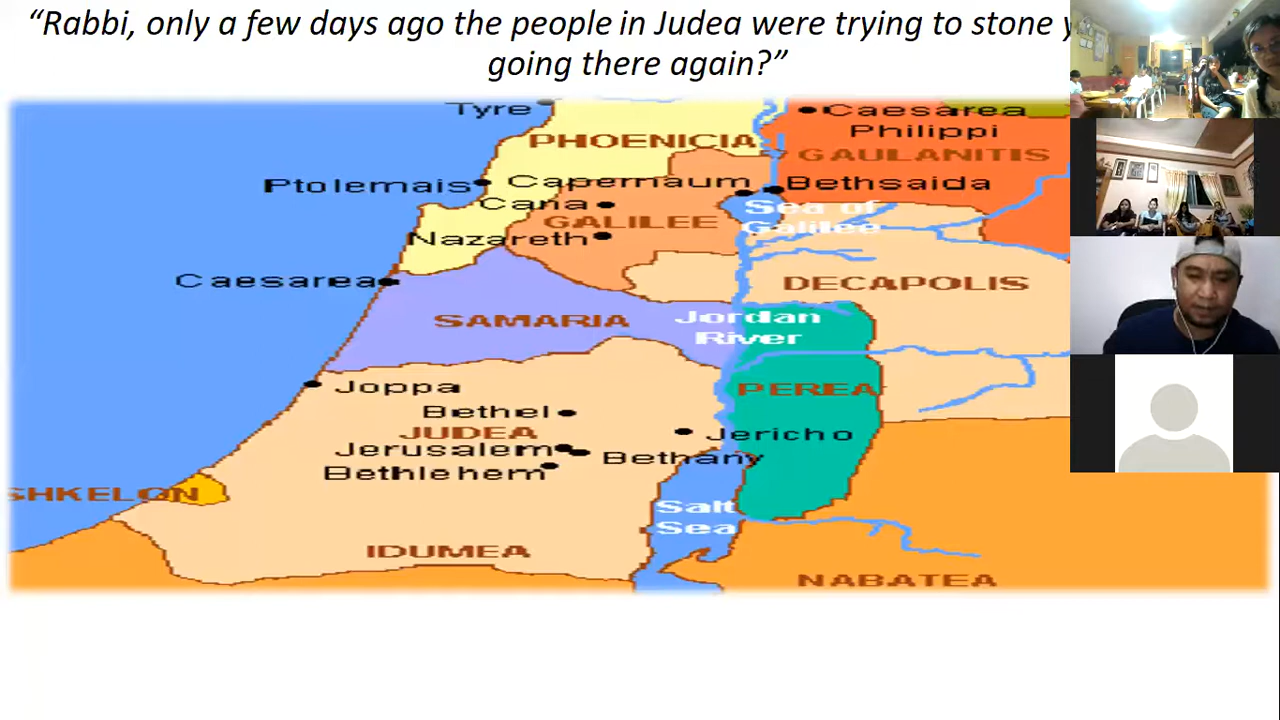 “Rabbi, only a few days ago the people in Judea were trying to stone
going there again?”
Tyre
Caesarea
Philippi
PHOENICIA
GAULANITIS
Ptolemais
Capernaum
Bethsaida
Cana
Sea of
Galilee
GALILEE
Nazareth
Caesarea
DECAPOLIS
SAMARIA
Jordan
River
Joppa
PEREA
Bethel
JUDEA
Jericho
Jerusalem
Bethany
Bethlehem
SHKELON
Salt
Sea
IDUMEA
NABATEA